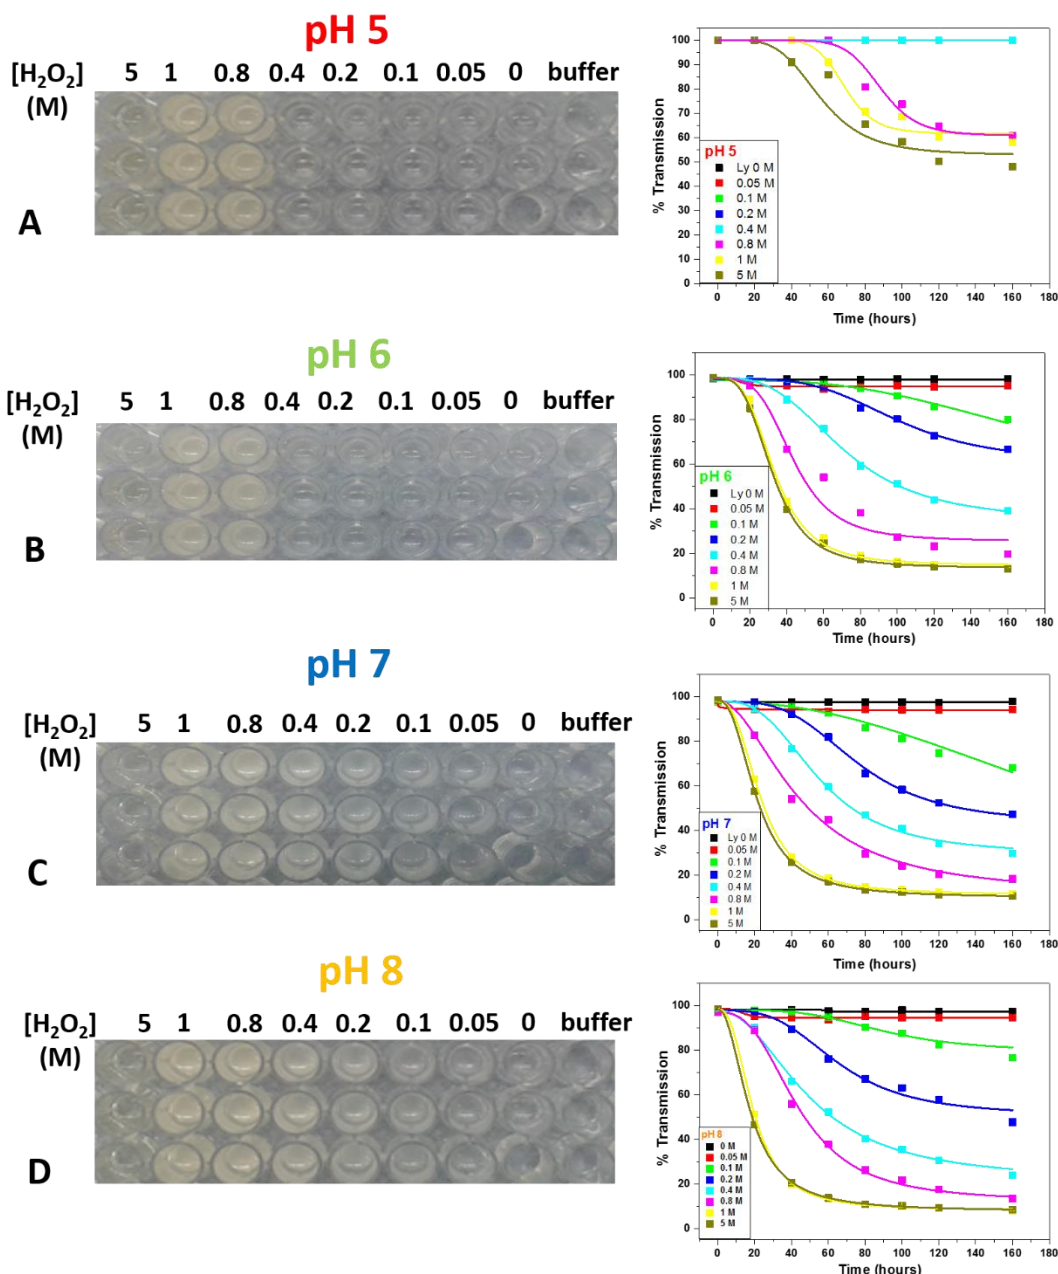 pH 5
[H₂O₂] 5 1 0.8 0.4 0.2 0.1 0.05 0 buffer
(M)
A
% Transmission
100
90
80
70
60
50
40
30
20
10
0
pH 5
Ly 0 M
0.05 M
0.1 M
0.2 M
0.4 M
0.8 M
1 M
5 M
0 20 40 60 80 100 120 140 160 180
Time (hours)
pH 6
[H₂O₂] 5 1 0.8 0.4 0.2 0.1 0.05 0 buffer
(M)
B
% Transmission
100
80
60
40
20
0
pH 6
Ly 0 M
0.05 M
0.1 M
0.2 M
0.4 M
0.8 M
1 M
5 M
0 20 40 60 80 100 120 140 160 180
Time (hours)
pH 7
[H₂O₂] 5 1 0.8 0.4 0.2 0.1 0.05 0 buffer
(M)
C
% Transmission
100
80
60
40
20
0
pH 7
Ly 0 M
0.05 M
0.1 M
0.2 M
0.4 M
0.8 M
1 M
5 M
0 20 40 60 80 100 120 140 160 180
Time (hours)
pH 8
[H₂O₂] 5 1 0.8 0.4 0.2 0.1 0.05 0 buffer
(M)
D
% Transmission
100
80
60
40
20
0
pH 8
0 M
0.05 M
0.1 M
0.2 M
0.4 M
0.8 M
1 M
5 M
0 20 40 60 80 100 120 140 160 180
Time (hours)